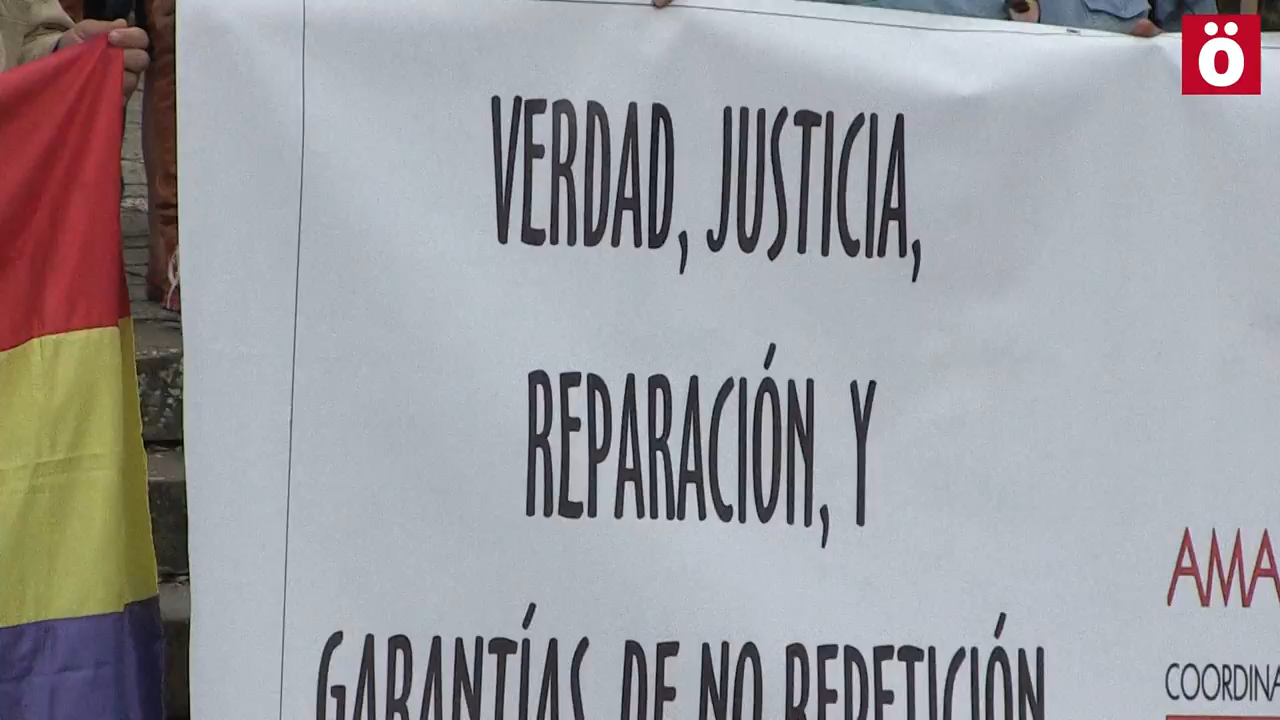 ö
VERDAD, JUSTICIA,
REPARACIÓN, Y
GARANTÍAS DE NO REPETICIÓN
AMA
COORDINA